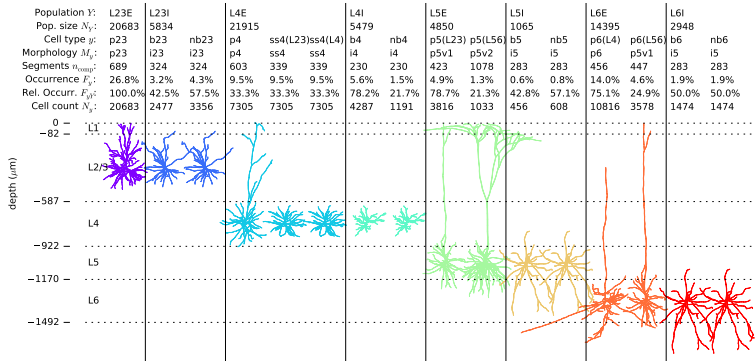 Population Y: L23E L23I L4E L4I L5E L5I L6E L6I
Pop. size N_Y: 20683 5834 21915 5479 4850 1065 14395 2948
Cell type y: p23 b23 nb23 p4 ss4(L23) ss4(L4) b4 nb4 p5(L23) p5(L56) b5 nb5 p6(L4) p6(L56) b6 nb6
Morphology M_y: p23 i23 i23 p4 ss4 ss4 i4 i4 p5v1 p5v2 i5 i5 p6 p5v1 i5 i5
Segments n_comp: 689 324 324 603 339 339 230 230 423 1078 283 283 456 447 283 283
Occurrence F_y: 26.8% 3.2% 4.3% 9.5% 9.5% 9.5% 5.6% 1.5% 4.9% 1.3% 0.6% 0.8% 14.0% 4.6% 1.9% 1.9%
Rel. Occurr. F_yY: 100.0% 42.5% 57.5% 33.3% 33.3% 33.3% 78.2% 21.7% 78.7% 21.3% 42.8% 57.1% 75.1% 24.9% 50.0% 50.0%
Cell count N_y: 20683 2477 3356 7305 7305 7305 4287 1191 3816 1033 456 608 10816 3578 1474 1474
0
L1
−82
L2/3
−587
L4
−922
L5
−1170
L6
−1492
depth (μm)